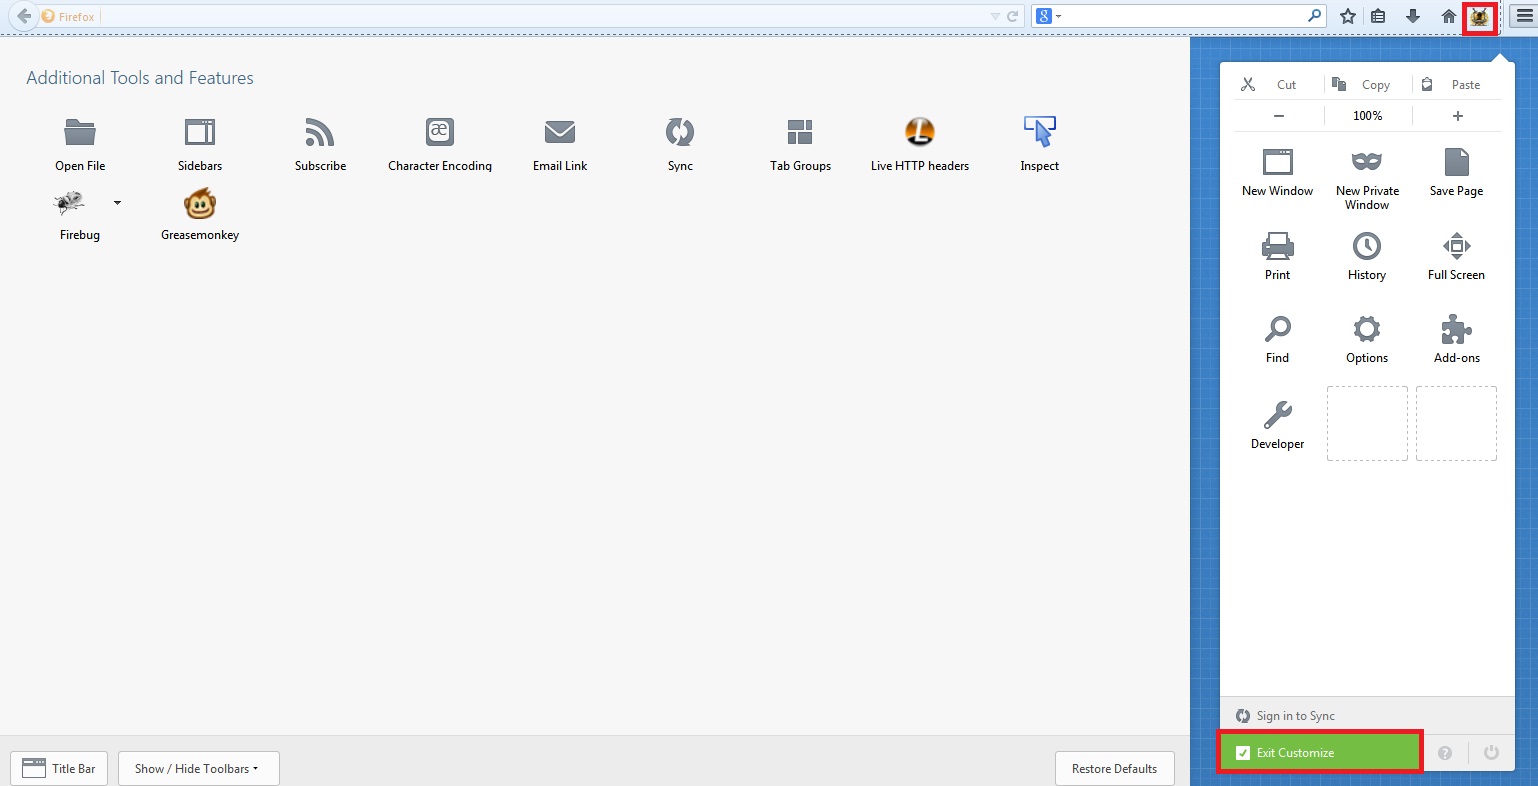 Firefox
8
Additional Tools and Features
Cut Copy Paste
100%
æ
L
Open File Sidebars Subscribe Character Encoding Email Link Sync Tab Groups Live HTTP headers Inspect
New Window New Private Window Save Page
Firebug Greasemonkey
Print History Full Screen
Find Options Add-ons
Developer
Sign in to Sync
Exit Customize ?
Title Bar Show / Hide Toolbars Restore Defaults